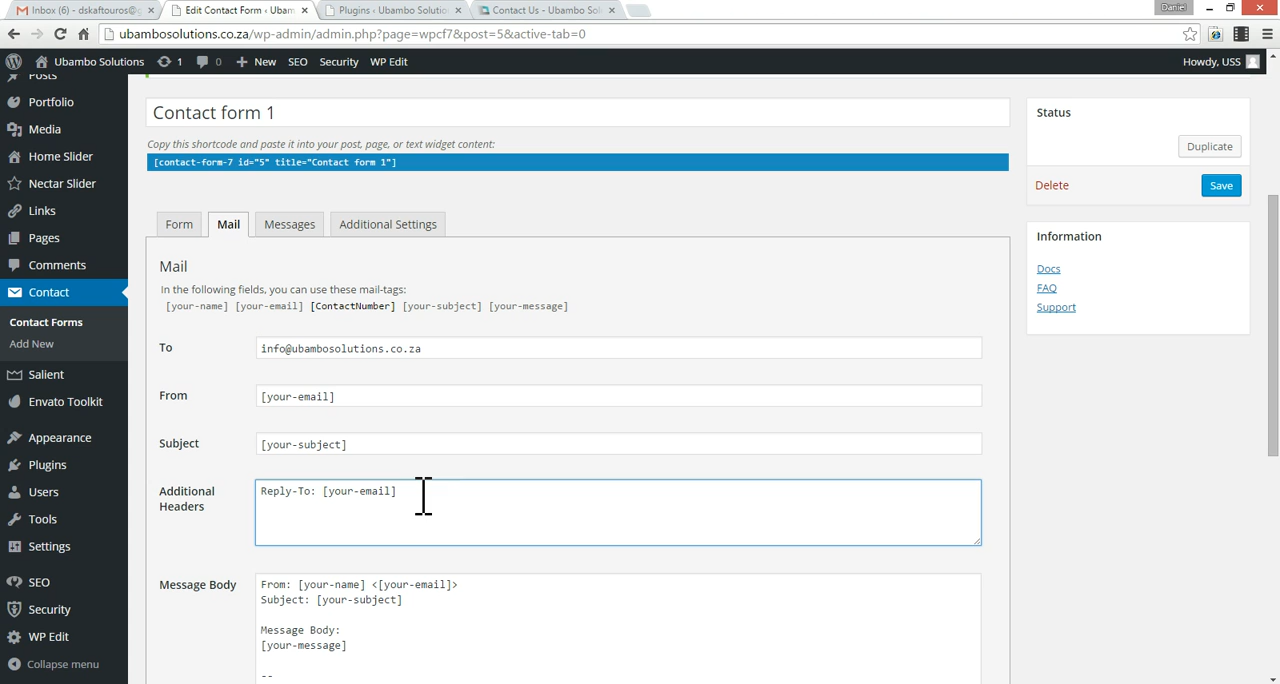 Inbox (6) - dskaftouros@g
Edit Contact Form ‹ Ubam
Plugins ‹ Ubambo Solutio
Contact Us - Ubambo Sol
Daniel
ubambosolutions.co.za/wp-admin/admin.php?page=wpcf7&post=5&active-tab=0
Ubambo Solutions 1 0 + New SEO Security WP Edit Howdy, USS
Posts
Portfolio
Media
Home Slider
Nectar Slider
Links
Pages
Comments
Contact
Contact Forms
Add New
Salient
Envato Toolkit
Appearance
Plugins
Users
Tools
Settings
SEO
Security
WP Edit
Collapse menu
Contact form 1
Copy this shortcode and paste it into your post, page, or text widget content:
[contact-form-7 id="5" title="Contact form 1"]
Form Mail Messages Additional Settings
Mail
In the following fields, you can use these mail-tags:
[your-name] [your-email] [ContactNumber] [your-subject] [your-message]
To info@ubambosolutions.co.za
From [your-email]
Subject [your-subject]
Additional Headers
Reply-To: [your-email]
Message Body
From: [your-name] <[your-email]>
Subject: [your-subject]
Message Body:
[your-message]
--
Status
Duplicate
Delete Save
Information
Docs
FAQ
Support